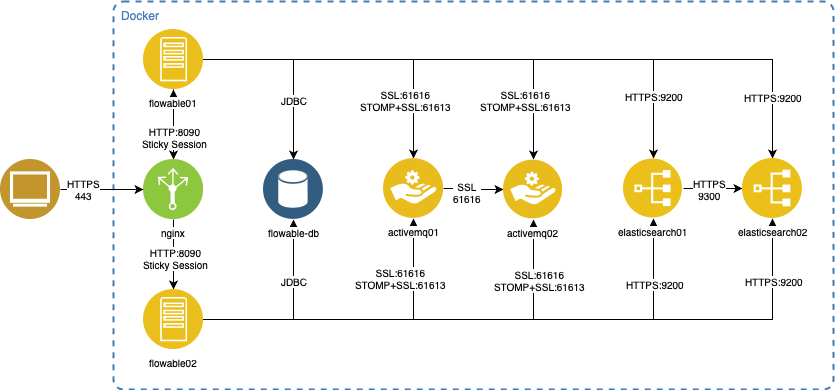 Docker
flowable01
HTTP:8090
Sticky Session
JDBC
SSL:61616
STOMP+SSL:61613
SSL:61616
STOMP+SSL:61613
HTTPS:9200
HTTPS:9200
HTTPS
443
nginx
flowable-db
activemq01
SSL
61616
activemq02
elasticsearch01
HTTPS
9300
elasticsearch02
HTTP:8090
Sticky Session
JDBC
SSL:61616
STOMP+SSL:61613
SSL:61616
STOMP+SSL:61613
HTTPS:9200
HTTPS:9200
flowable02